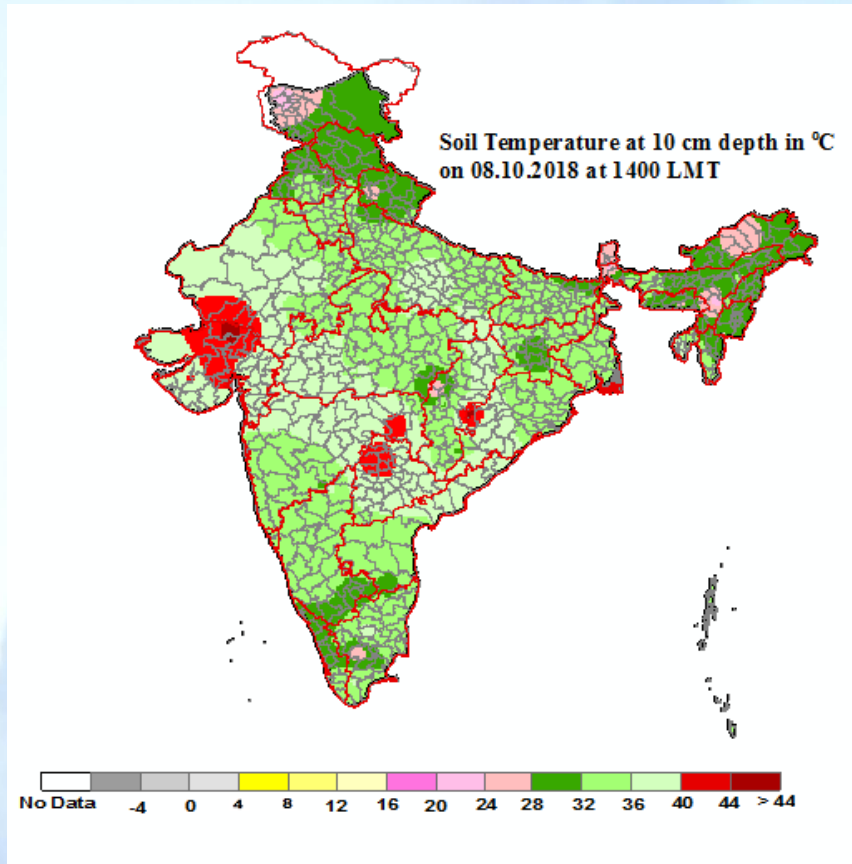 Soil Temperature at 10 cm depth in ⁰C
on 08.10.2018 at 1400 LMT
No Data -4 0 4 8 12 16 20 24 28 32 36 40 44 > 44